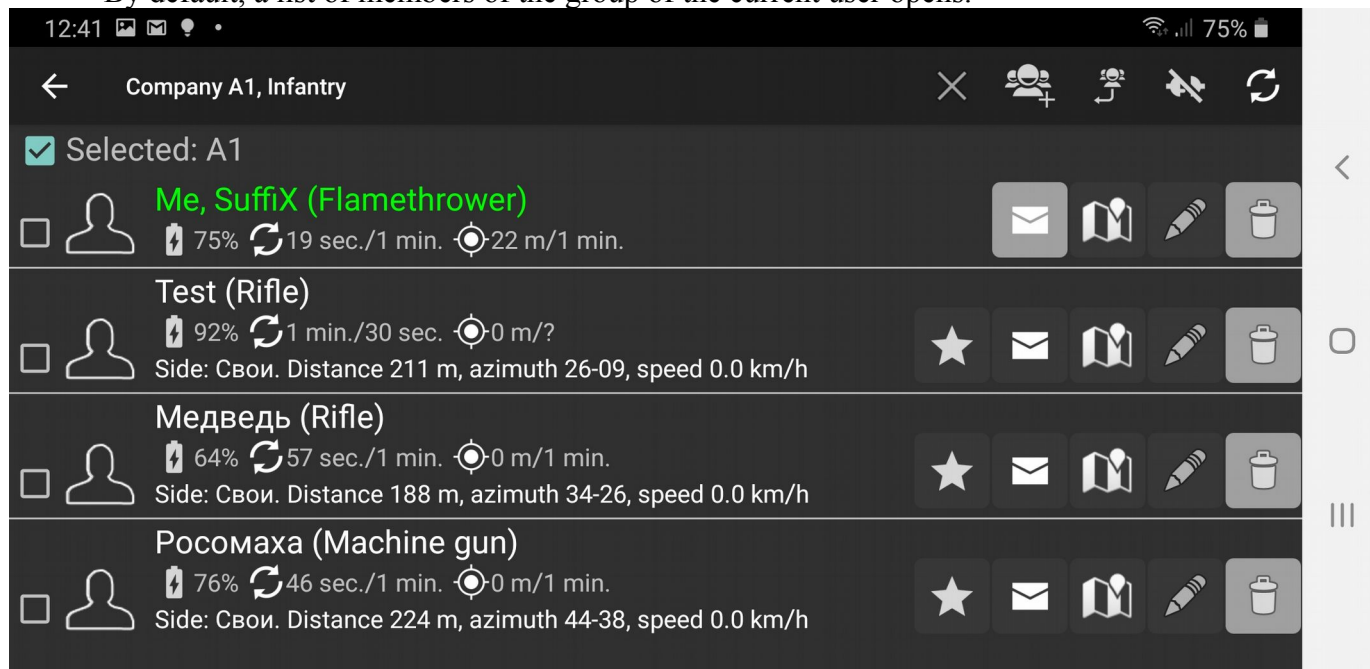 By default, a list of members of the group of the current user opens.
12:41 75%
Company A1, Infantry
Selected: A1
Me, SuffiX (Flamethrower)
75% 19 sec./1 min. 22 m/1 min.
Test (Rifle)
92% 1 min./30 sec. 0 m/?
Side: Свои. Distance 211 m, azimuth 26-09, speed 0.0 km/h
Медведь (Rifle)
64% 57 sec./1 min. 0 m/1 min.
Side: Свои. Distance 188 m, azimuth 34-26, speed 0.0 km/h
Росомаха (Machine gun)
76% 46 sec./1 min. 0 m/1 min.
Side: Свои. Distance 224 m, azimuth 44-38, speed 0.0 km/h